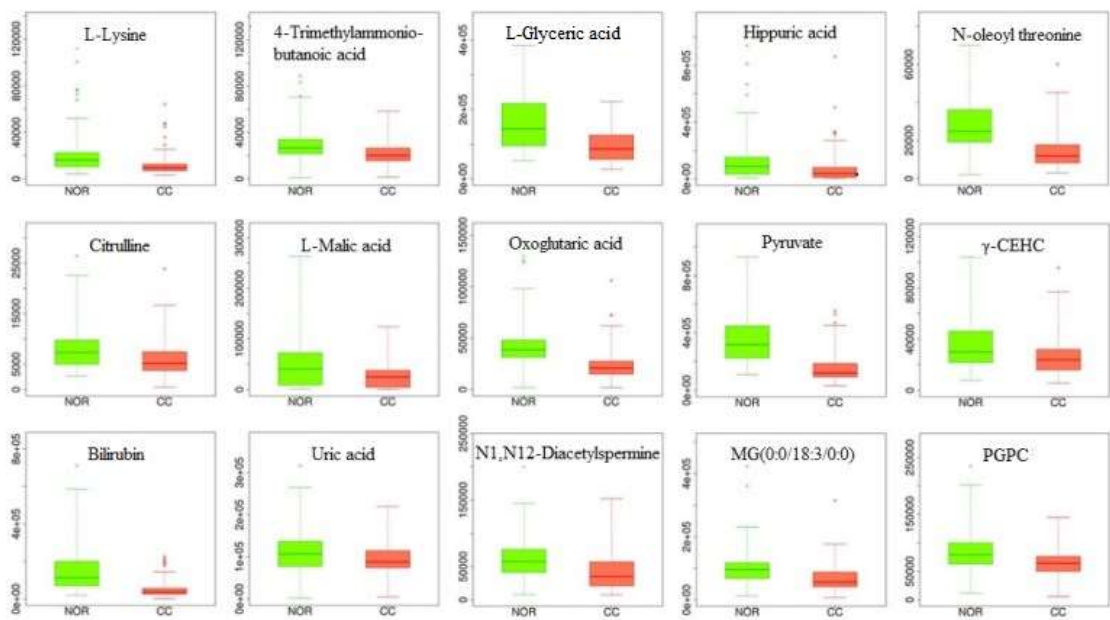 L-Lysine
0 40000 80000 120000
NOR CC
4-Trimethylammonio-
butanoic acid
0 40000 80000 120000
NOR CC
L-Glyceric acid
0e+00 2e+05 4e+05
NOR CC
Hippuric acid
0e+00 4e+05 8e+05
NOR CC
N-oleoyl threonine
0 20000 60000
NOR CC
Citrulline
0 5000 15000 25000
NOR CC
L-Malic acid
0 100000 200000 300000
NOR CC
Oxoglutaric acid
0 50000 100000 150000
NOR CC
Pyruvate
0e+00 4e+05 8e+05
NOR CC
γ-CEHC
0 40000 80000 120000
NOR CC
Bilirubin
0e+00 4e+05 8e+05
NOR CC
Uric acid
0e+00 1e+05 2e+05 3e+05
NOR CC
N1,N12-Diacetylspermine
0 50000 150000 250000
NOR CC
MG(0:0/18:3/0:0)
0e+00 2e+05 4e+05
NOR CC
PGPC
0 50000 150000 250000
NOR CC